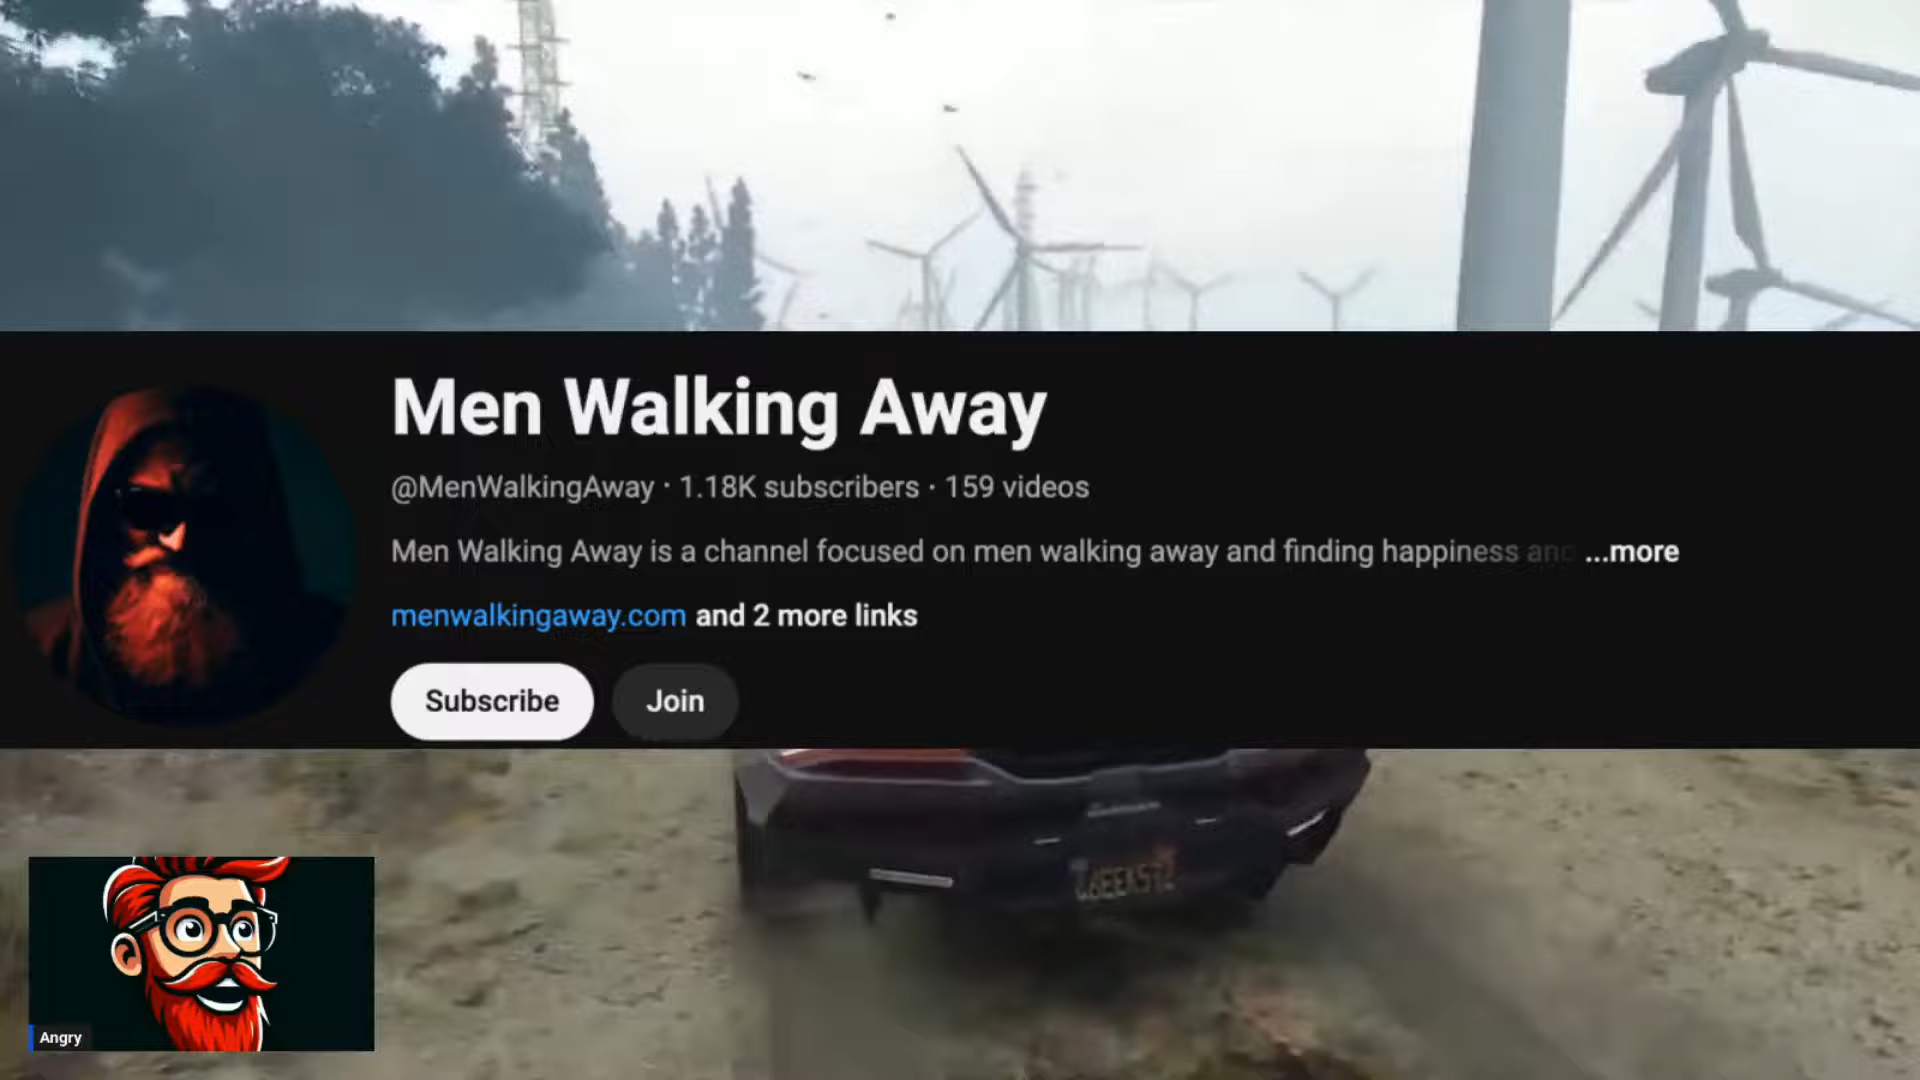 Men Walking Away
@MenWalkingAway · 1.18K subscribers · 159 videos
Men Walking Away is a channel focused on men walking away and finding happiness and ...more
menwalkingaway.com and 2 more links
Subscribe
Join
Angry